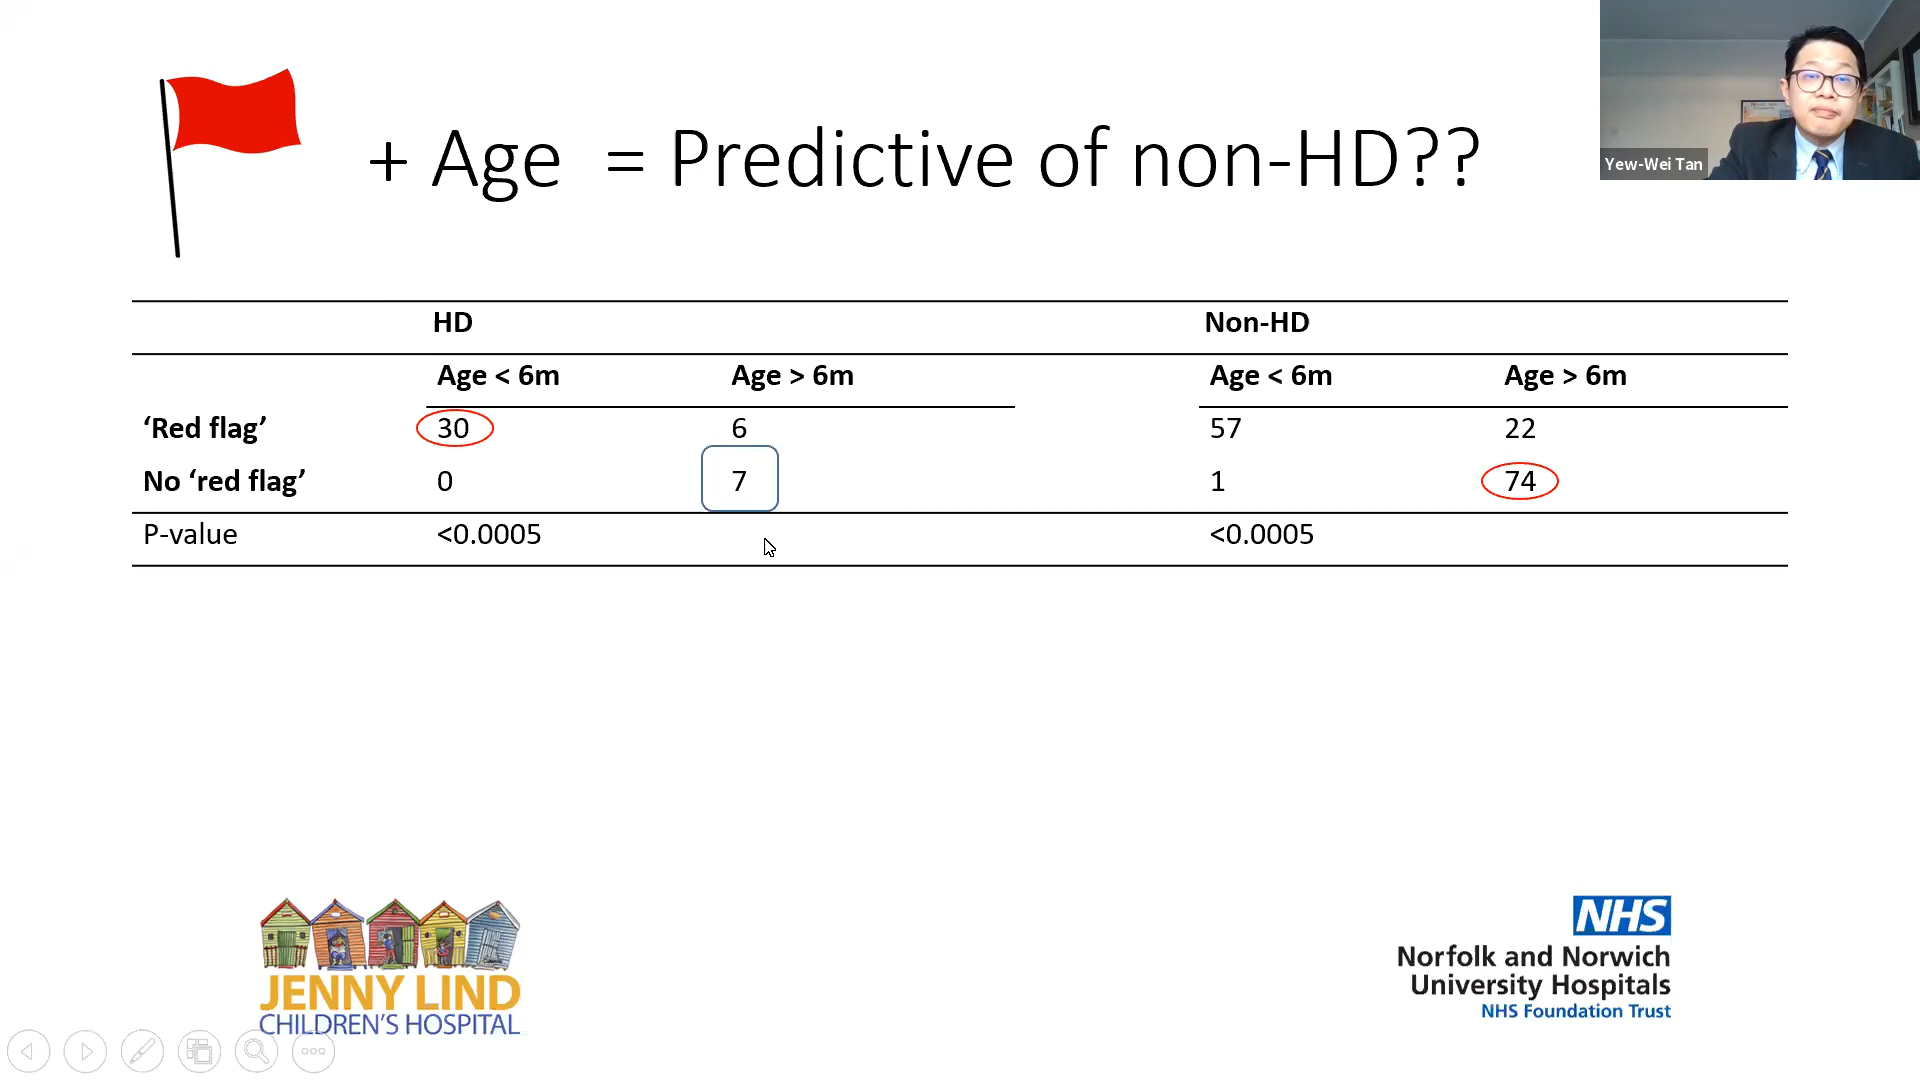 + Age = Predictive of non-HD??
Yew-Wei Tan
HD Non-HD
Age < 6m Age > 6m Age < 6m Age > 6m
‘Red flag’ 30 6 57 22
No ‘red flag’ 0 7 1 74
P-value <0.0005 <0.0005
JENNY LIND
CHILDREN'S HOSPITAL
NHS
Norfolk and Norwich
University Hospitals
NHS Foundation Trust